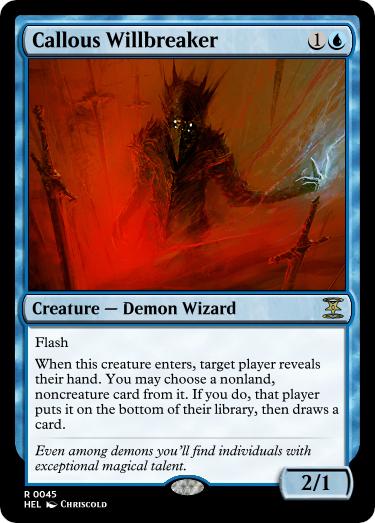 Callous Willbreaker 1
Creature — Demon Wizard
Flash
When this creature enters, target player reveals
their hand. You may choose a nonland,
noncreature card from it. If you do, that player
puts it on the bottom of their library, then draws a
card.
Even among demons you'll find individuals with
exceptional magical talent.
2/1
R 0045
HEL Chriscold